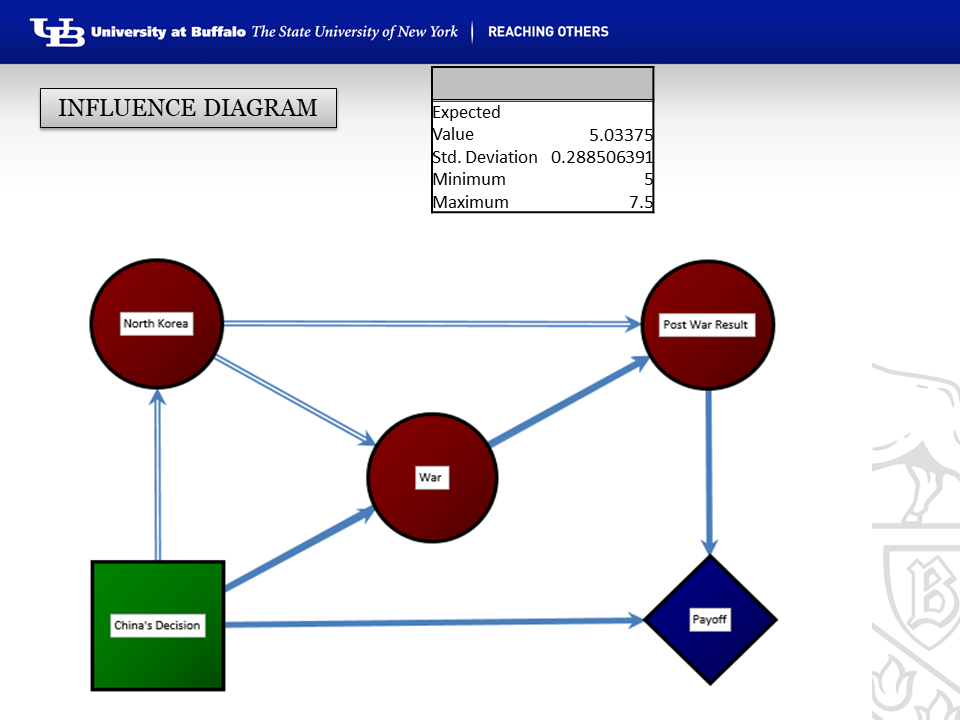 UB University at Buffalo The State University of New York | REACHING OTHERS
INFLUENCE DIAGRAM
Expected
Value 5.03375
Std. Deviation 0.288506391
Minimum 5
Maximum 7.5
North Korea
Post War Result
War
China's Decision
Payoff
B